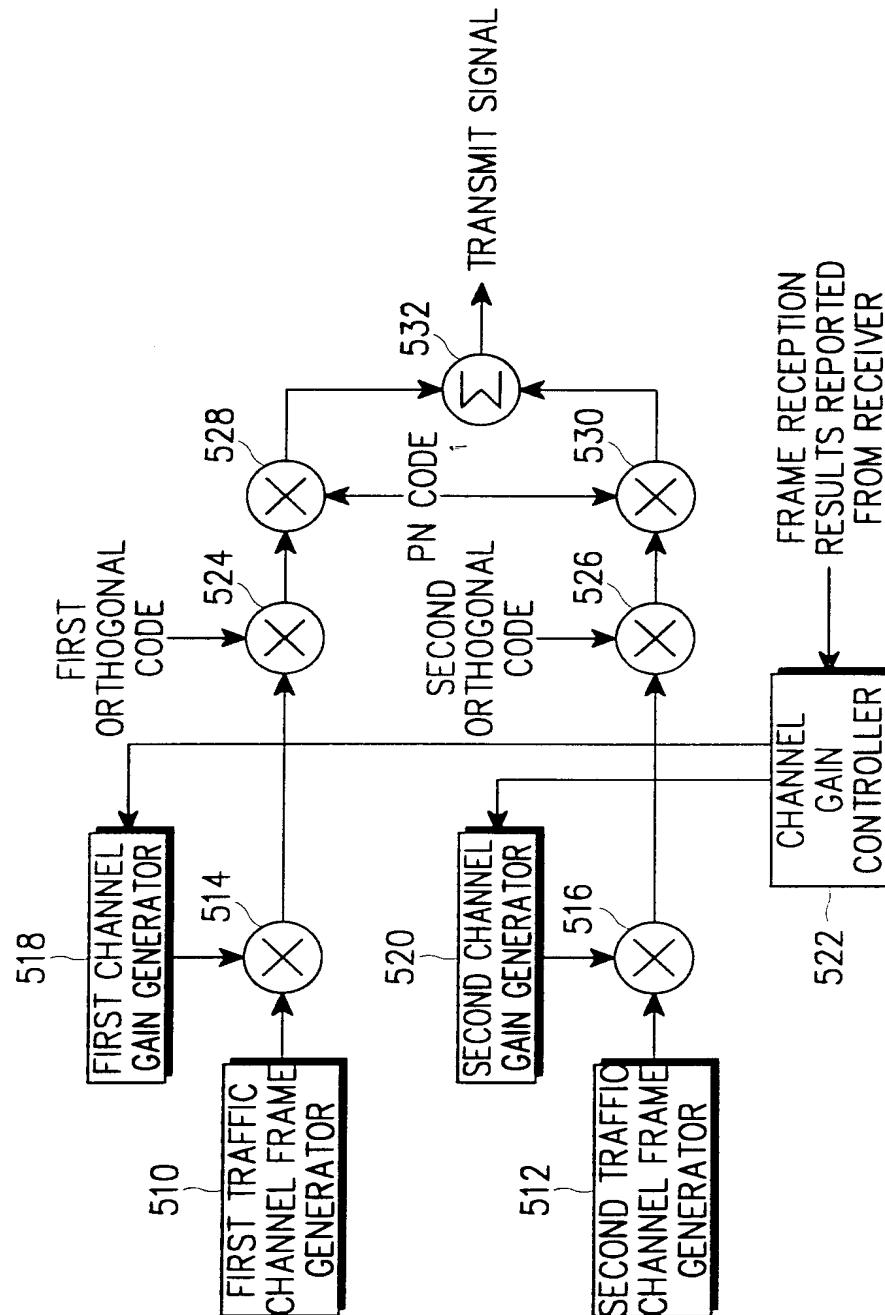 518
FIRST CHANNEL
GAIN GENERATOR
FIRST
ORTHOGONAL
CODE
510
FIRST TRAFFIC
CHANNEL FRAME
GENERATOR
514
524
528
532
TRANSMIT SIGNAL
Σ
PN CODE
520
SECOND CHANNEL
GAIN GENERATOR
SECOND
ORTHOGONAL
CODE
512
SECOND TRAFFIC
CHANNEL FRAME
GENERATOR
516
526
530
522
CHANNEL
GAIN
CONTROLLER
FRAME RECEPTION
RESULTS REPORTED
FROM RECEIVER